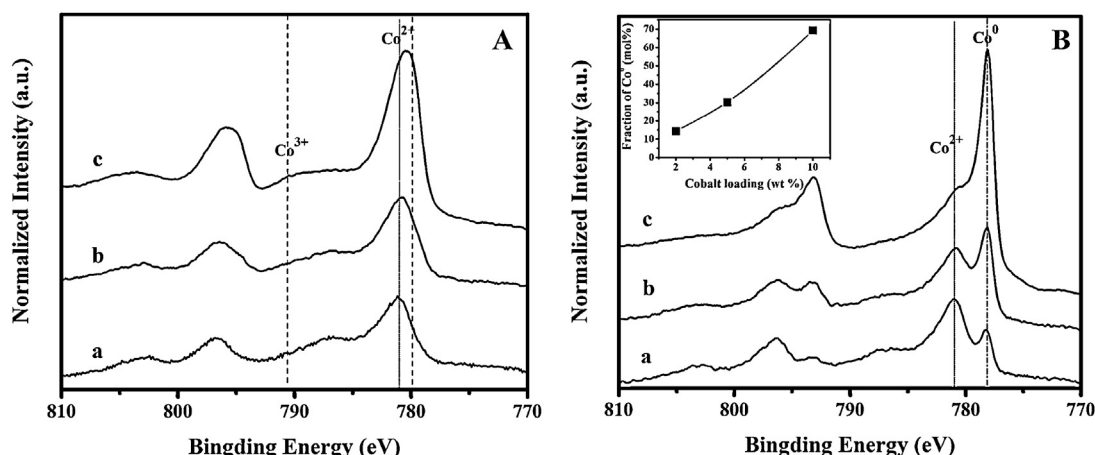 A
Co2+
Co3+
c
b
a
Normalized Intensity (a.u.)
810 800 790 780 770
Bingding Energy (eV)
B
Co0
Co2+
Fraction of Co0 (mol%)
70
60
50
40
30
20
10
0
2 4 6 8 10
Cobalt loading (wt %)
c
b
a
Normalized Intensity (a.u.)
810 800 790 780 770
Bingding Energy (eV)